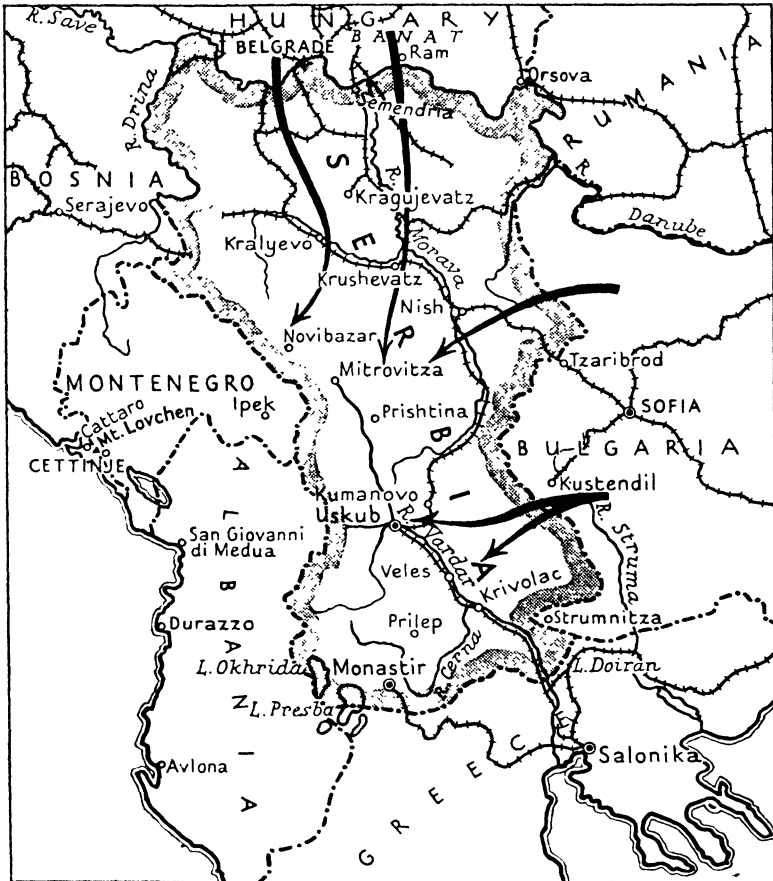 HUNGARY
R. Save
BELGRADE
BANAT
Ram
Orsova
RUMANIA
Semendria
R. Drina
BOSNIA
Serajevo
SERBIA
Kragujevatz
R. Morava
R.
Danube
Kralyevo
Krushevatz
Nish
Novibazar
Mitrovitza
Tzaribrod
MONTENEGRO
Ipek
Prishtina
SOFIA
Cattaro
Mt. Lovchen
CETTINJE
BULGARIA
ALBANIA
Kumanovo
Kustendil
Uskub
R. Vardar
R. Struma
San Giovanni
di Medua
Veles
Krivolac
Durazzo
Prilep
Strumnitza
R. Cerna
L. Okhrida
Monastir
L. Doiran
L. Presba
Avlona
Salonika
GREECE